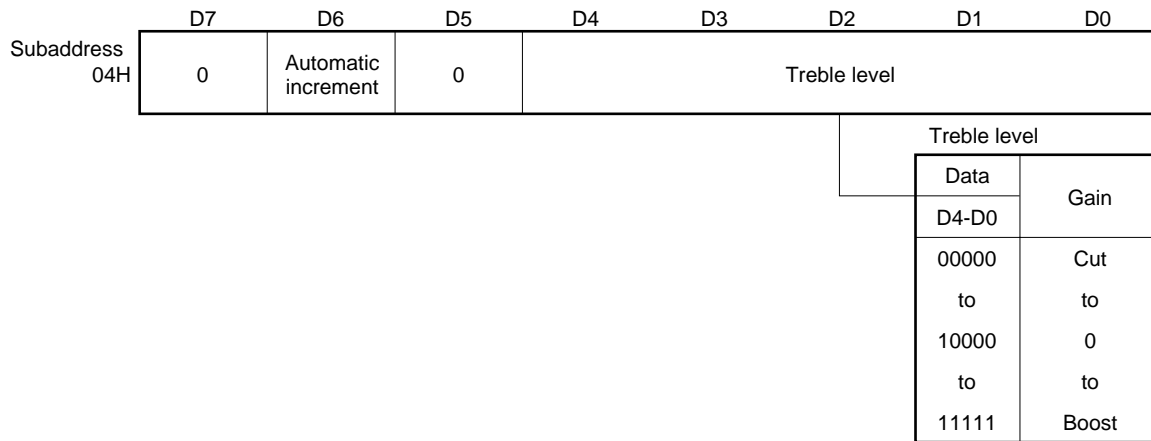 D7 D6 D5 D4 D3 D2 D1 D0
Subaddress
04H
0
Automatic
increment
0
Treble level
Treble level
Data
Gain
D4-D0
00000 Cut
to to
10000 0
to to
11111 Boost